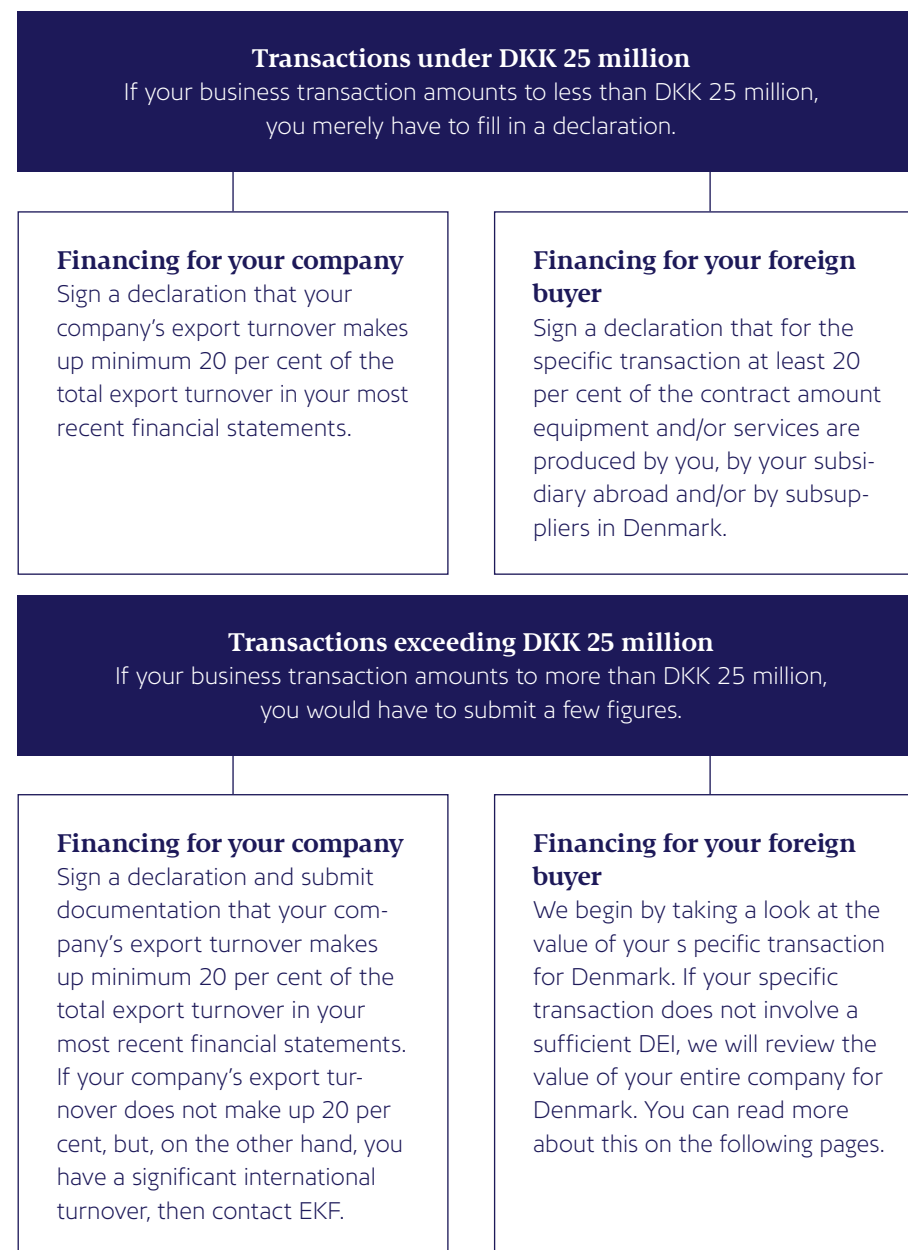 Transactions under DKK 25 million
If your business transaction amounts to less than DKK 25 million,
you merely have to fill in a declaration.
Financing for your company
Sign a declaration that your
company's export turnover makes
up minimum 20 per cent of the
total export turnover in your most
recent financial statements.
Financing for your foreign
buyer
Sign a declaration that for the
specific transaction at least 20
per cent of the contract amount
equipment and/or services are
produced by you, by your subsi-
diary abroad and/or by subsup-
pliers in Denmark.
Transactions exceeding DKK 25 million
If your business transaction amounts to more than DKK 25 million,
you would have to submit a few figures.
Financing for your company
Sign a declaration and submit
documentation that your com-
pany's export turnover makes
up minimum 20 per cent of the
total export turnover in your
most recent financial statements.
If your company's export tur-
nover does not make up 20 per
cent, but, on the other hand, you
have a significant international
turnover, then contact EKF.
Financing for your foreign
buyer
We begin by taking a look at the
value of your s pecific transaction
for Denmark. If your specific
transaction does not involve a
sufficient DEI, we will review the
value of your entire company for
Denmark. You can read more
about this on the following pages.